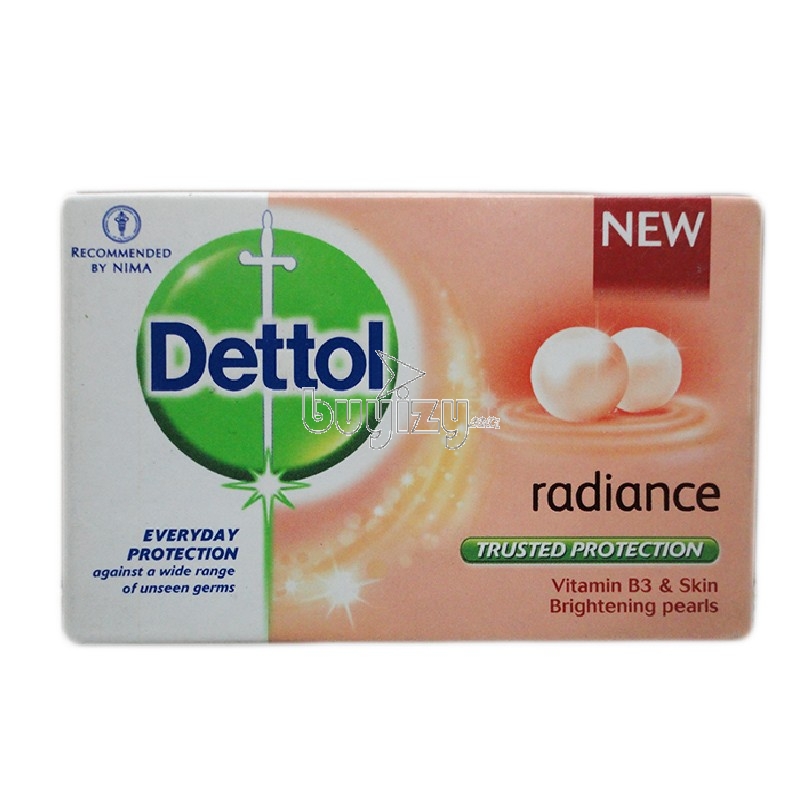 RECOMMENDED
BY NIMA
NEW
Dettol
buyizy.com
radiance
EVERYDAY
PROTECTION
against a wide range
of unseen germs
TRUSTED PROTECTION
Vitamin B3 & Skin
Brightening pearls